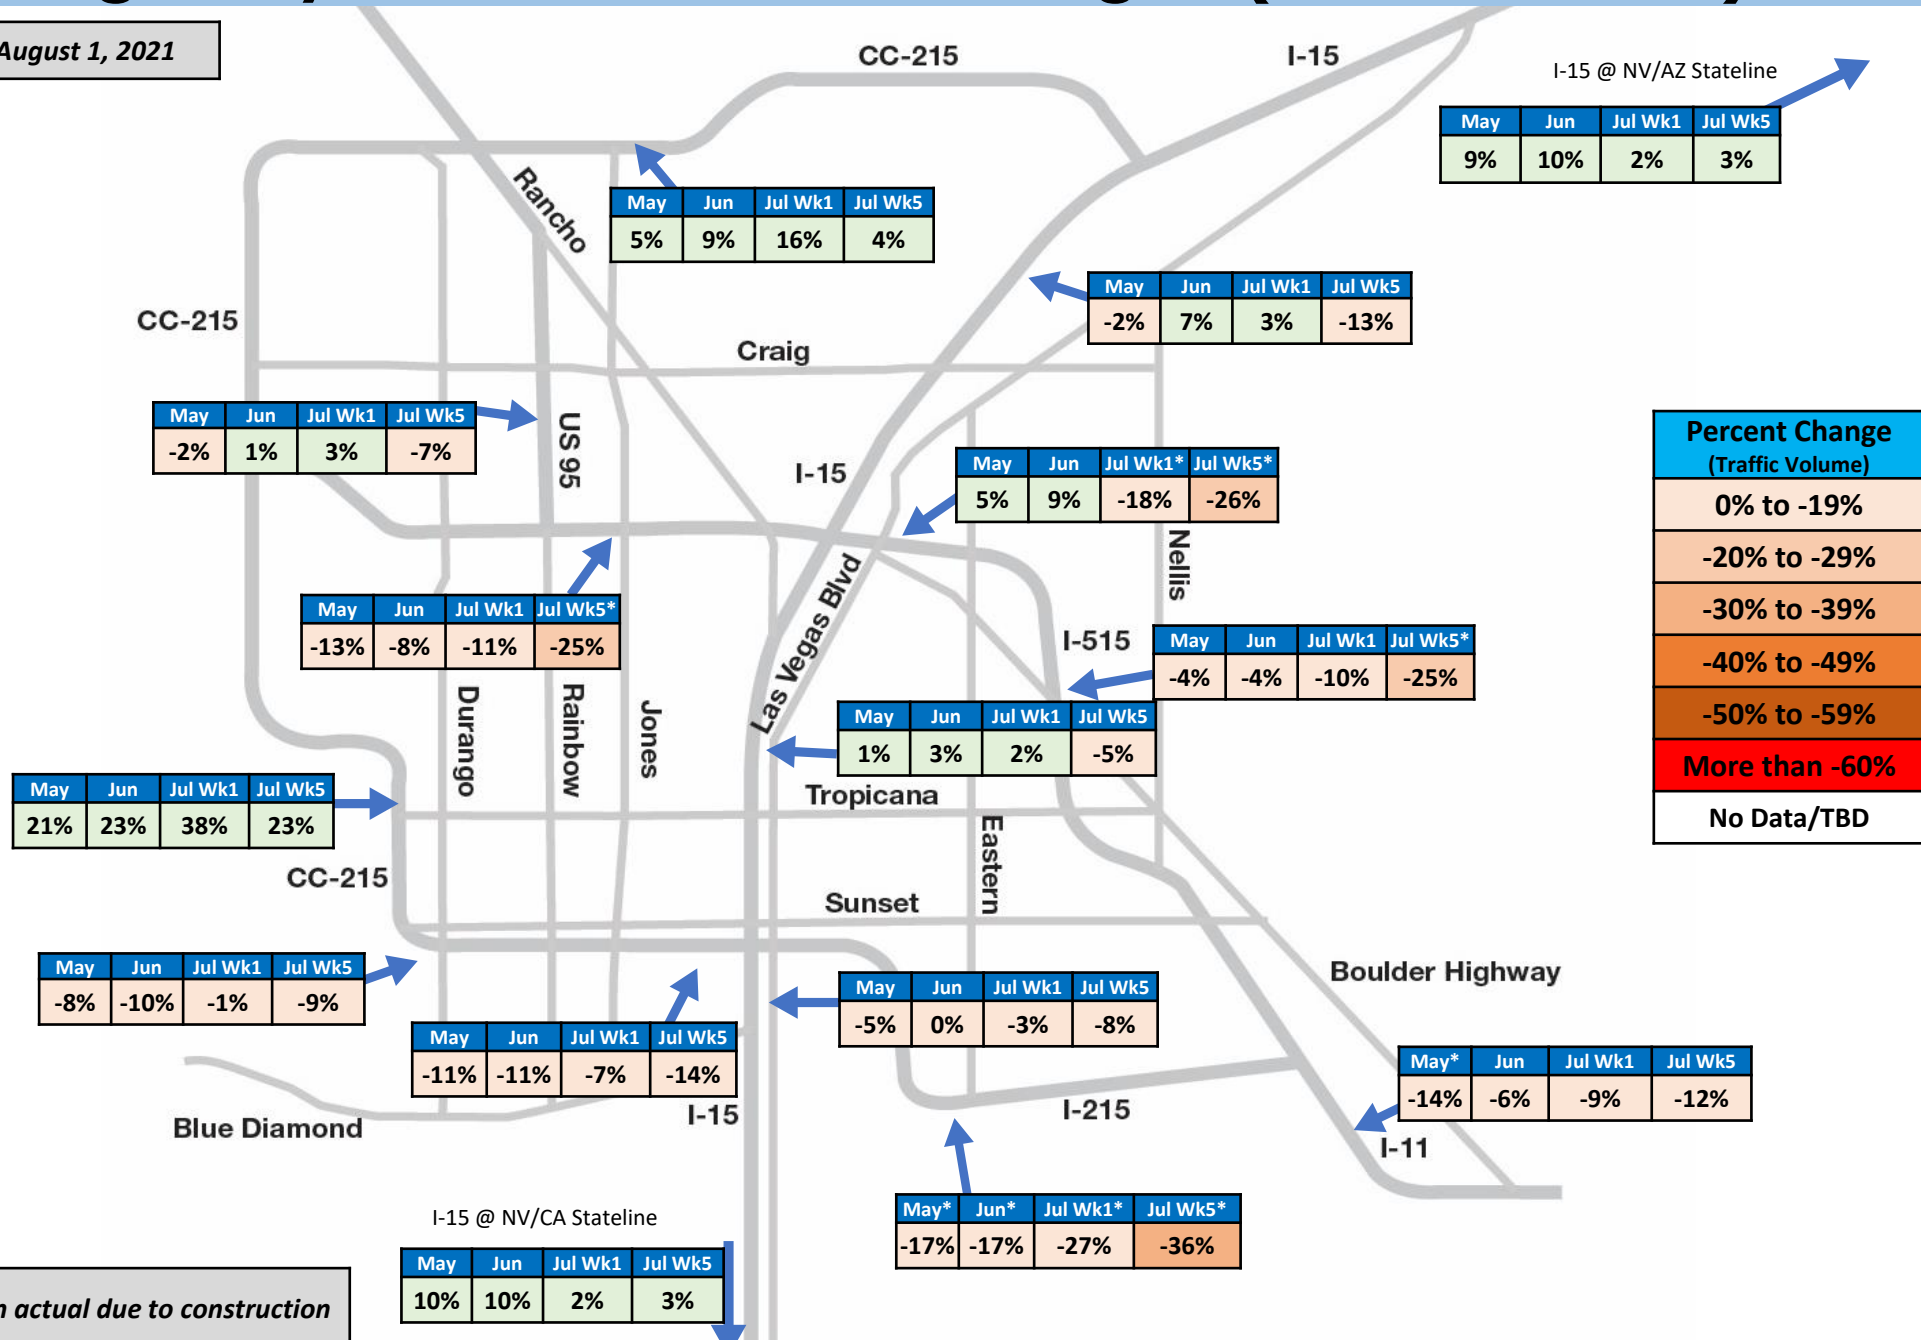 August 1, 2021
CC-215
I-15
I-15 @ NV/AZ Stateline
May Jun Jul Wk1 Jul Wk5
9% 10% 2% 3%
Rancho
May Jun Jul Wk1 Jul Wk5
5% 9% 16% 4%
May Jun Jul Wk1 Jul Wk5
-2% 7% 3% -13%
CC-215
Craig
May Jun Jul Wk1 Jul Wk5
-2% 1% 3% -7%
US 95
I-15
May Jun Jul Wk1* Jul Wk5*
5% 9% -18% -26%
Percent Change
(Traffic Volume)
0% to -19%
-20% to -29%
-30% to -39%
-40% to -49%
-50% to -59%
More than -60%
No Data/TBD
Nellis
Las Vegas Blvd
May Jun Jul Wk1 Jul Wk5*
-13% -8% -11% -25%
I-515
May Jun Jul Wk1 Jul Wk5*
-4% -4% -10% -25%
Durango
Rainbow
Jones
May Jun Jul Wk1 Jul Wk5
1% 3% 2% -5%
May Jun Jul Wk1 Jul Wk5
21% 23% 38% 23%
Tropicana
Eastern
CC-215
Sunset
May Jun Jul Wk1 Jul Wk5
-8% -10% -1% -9%
May Jun Jul Wk1 Jul Wk5
-5% 0% -3% -8%
Boulder Highway
May Jun Jul Wk1 Jul Wk5
-11% -11% -7% -14%
May* Jun Jul Wk1 Jul Wk5
-14% -6% -9% -12%
Blue Diamond
I-15
I-215
I-11
May* Jun* Jul Wk1* Jul Wk5*
-17% -17% -27% -36%
I-15 @ NV/CA Stateline
May Jun Jul Wk1 Jul Wk5
10% 10% 2% 3%
actual due to construction